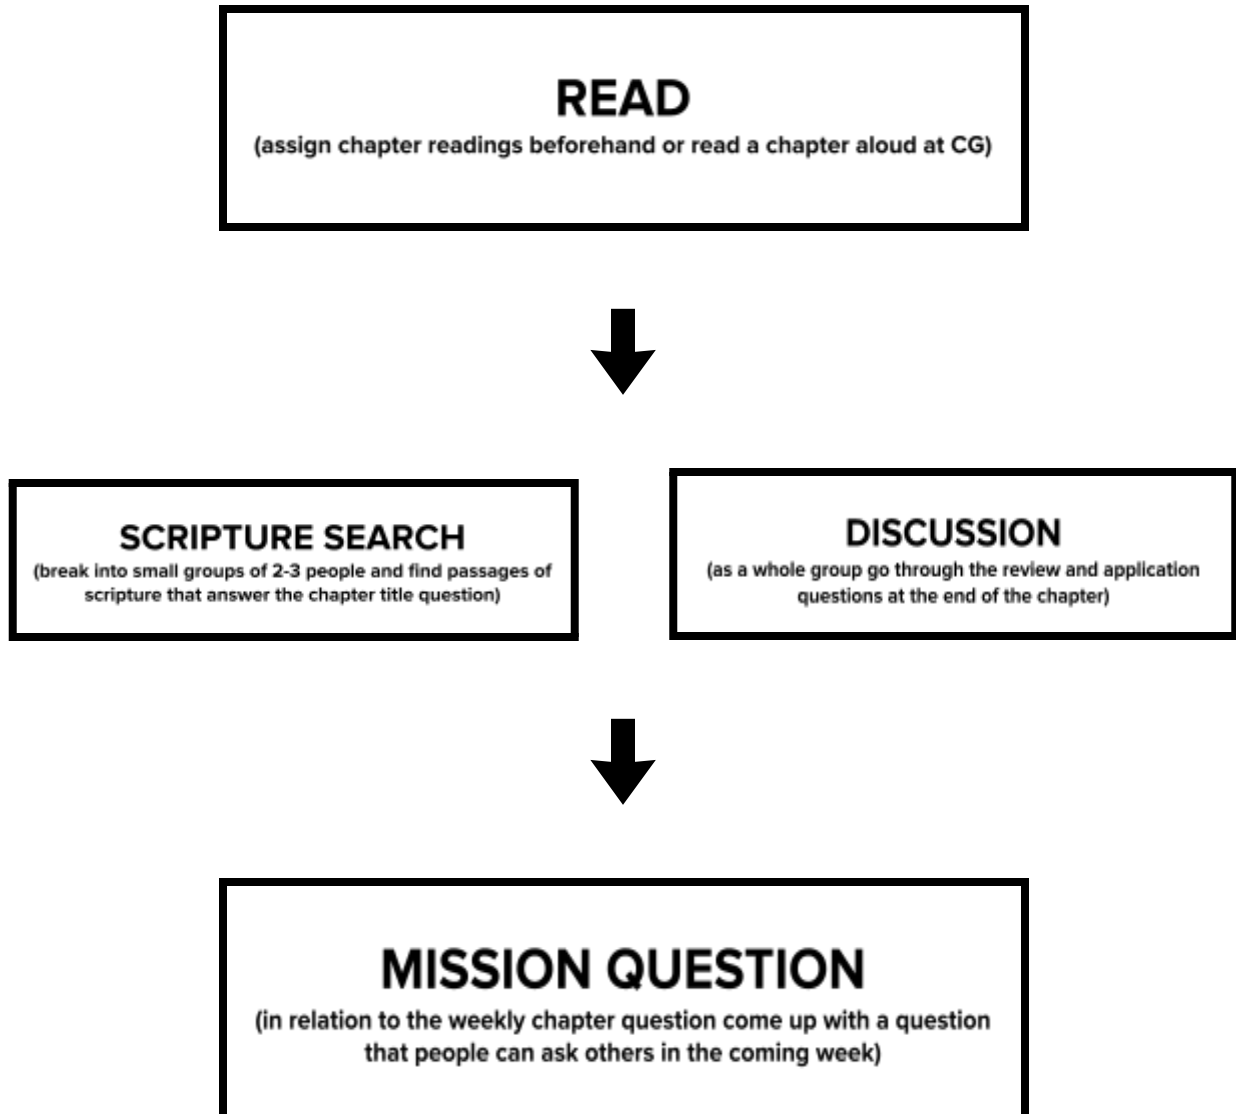 READ
(assign chapter readings beforehand or read a chapter aloud at CG)
SCRIPTURE SEARCH
(break into small groups of 2-3 people and find passages of
scripture that answer the chapter title question)
DISCUSSION
(as a whole group go through the review and application
questions at the end of the chapter)
MISSION QUESTION
(in relation to the weekly chapter question come up with a question
that people can ask others in the coming week)